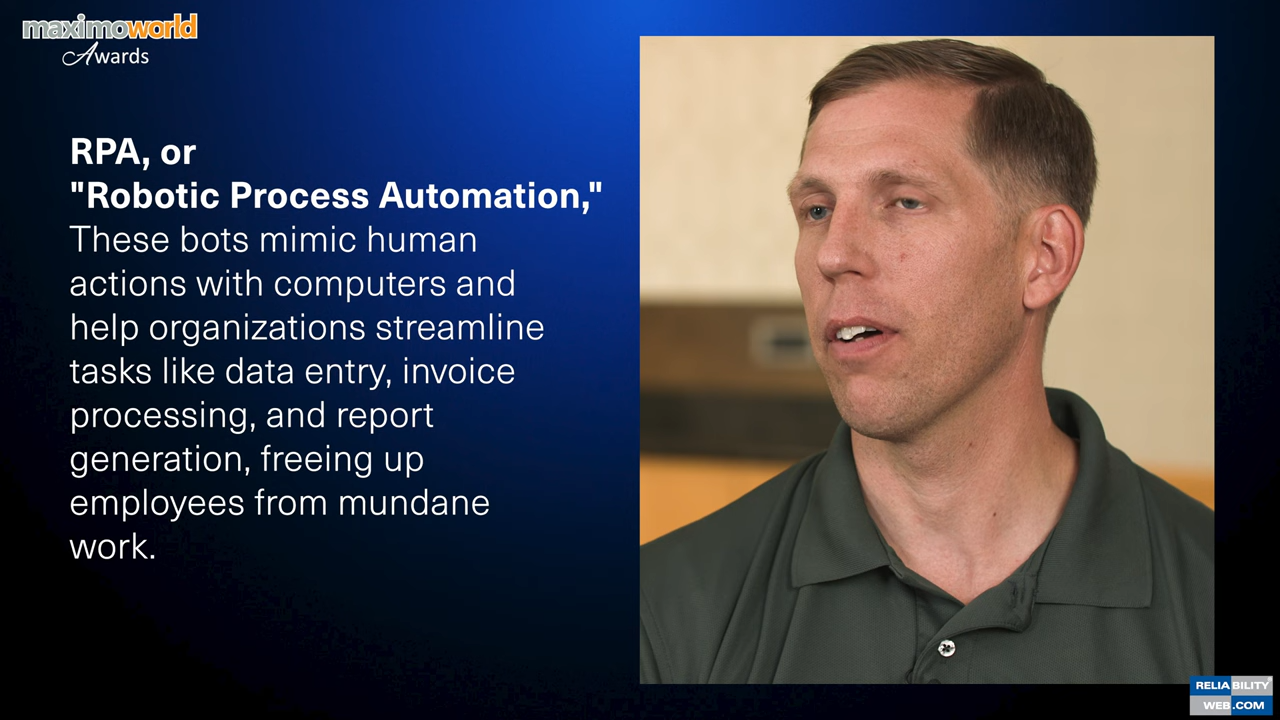 maximoworld
Awards
RPA, or
"Robotic Process Automation,"
These bots mimic human
actions with computers and
help organizations streamline
tasks like data entry, invoice
processing, and report
generation, freeing up
employees from mundane
work.
RELIABILITY
WEB.COM